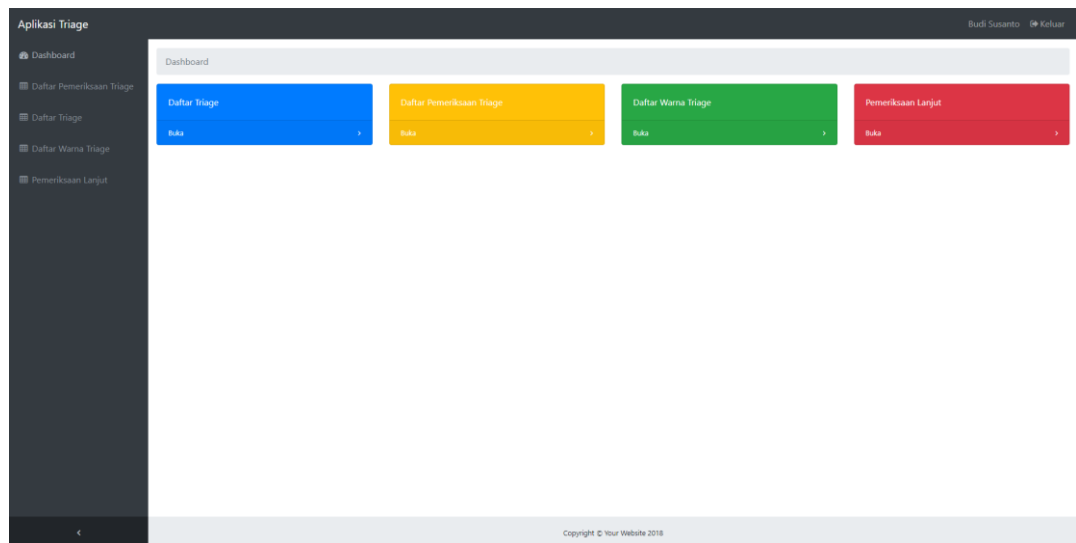 Aplikasi Triage
Budi Susanto Keluar
Dashboard
Daftar Pemeriksaan Triage
Daftar Triage
Daftar Warna Triage
Pemeriksaan Lanjut
Dashboard
Daftar Triage
Buka
Daftar Pemeriksaan Triage
Buka
Daftar Warna Triage
Buka
Pemeriksaan Lanjut
Buka
Copyright © Your Website 2018